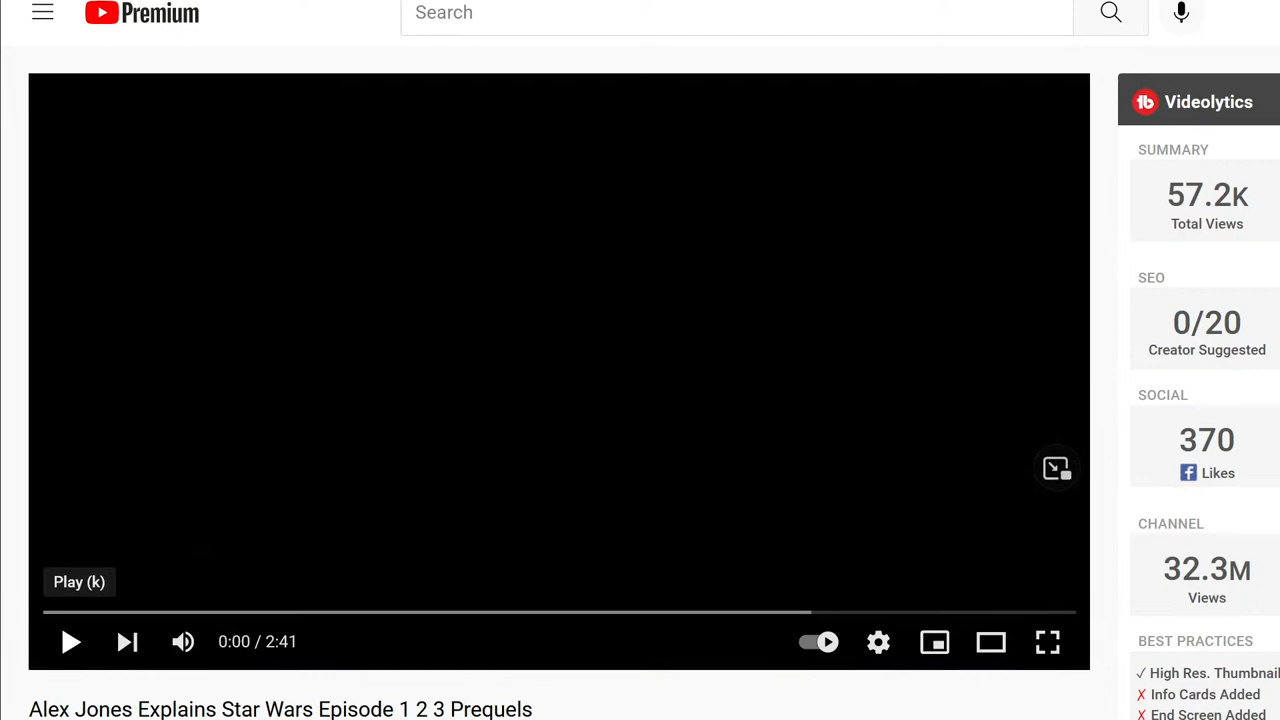 Premium
Search
Videolytics
SUMMARY
57.2K
Total Views
SEO
0/20
Creator Suggested
SOCIAL
370
Likes
CHANNEL
32.3M
Views
BEST PRACTICES
✓ High Res. Thumbnail
X Info Cards Added
X End Screen Added
Play (k)
0:00 / 2:41
Alex Jones Explains Star Wars Episode 1 2 3 Prequels